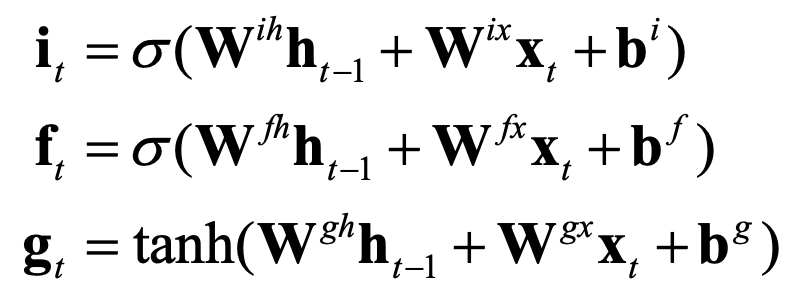 i_t = σ(W^{ih}h_{t−1} + W^{ix}x_t + b^i)
f_t = σ(W^{fh}h_{t−1} + W^{fx}x_t + b^f)
g_t = tanh(W^{gh}h_{t−1} + W^{gx}x_t + b^g)